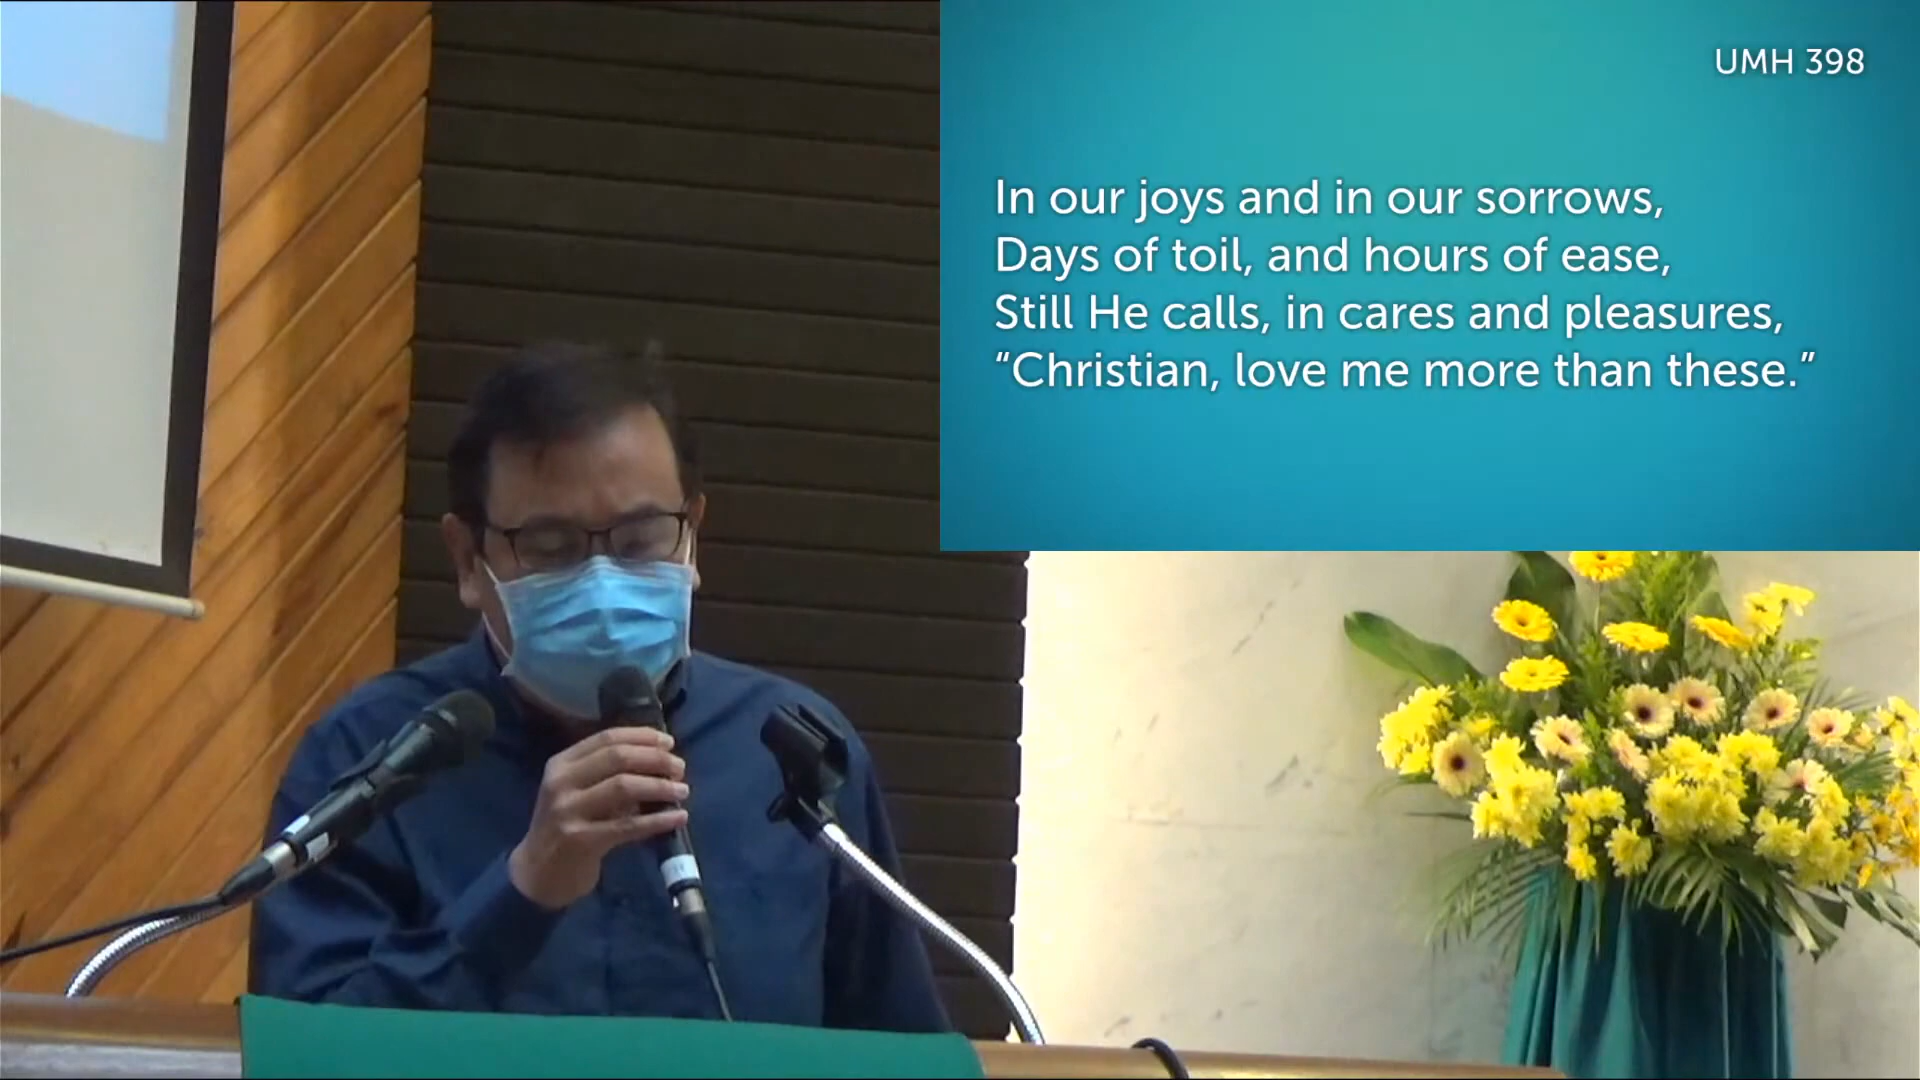 UMH 398
In our joys and in our sorrows,
Days of toil, and hours of ease,
Still He calls, in cares and pleasures,
“Christian, love me more than these.”